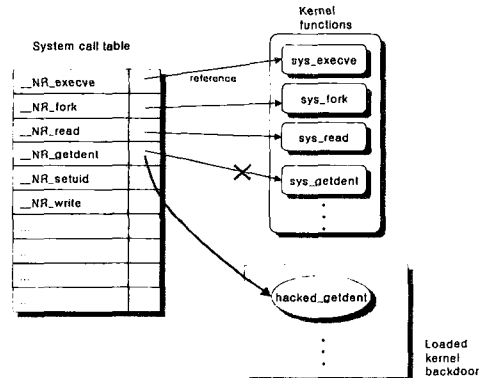 Kernel
functions
System call table
__NR_execve
__NR_fork
__NR_read
__NR_getdent
__NR_setuid
__NR_write
...
...
...
...
reference
sys_execve
sys_fork
sys_read
sys_getdent
hacked_getdent
Loaded
kernel
backdoor